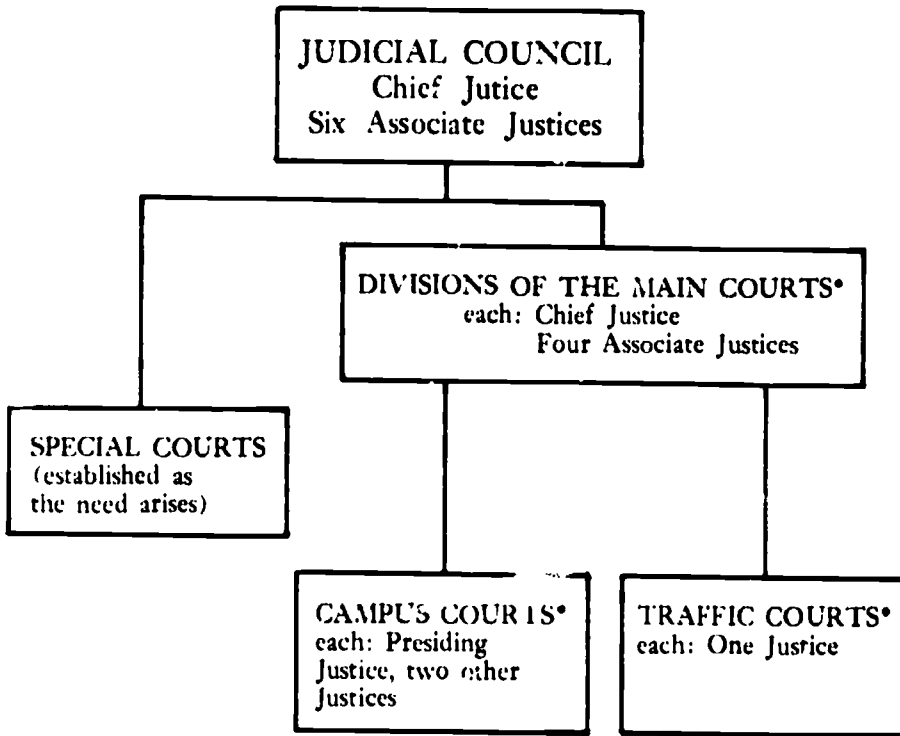 JUDICIAL COUNCIL
Chief Jutice
Six Associate Justices
DIVISIONS OF THE MAIN COURTS*
each: Chief Justice
Four Associate Justices
SPECIAL COURTS
(established as
the need arises)
CAMPUS COURTS*
each: Presiding
Justice, two other
Justices
TRAFFIC COURTS*
each: One Justice